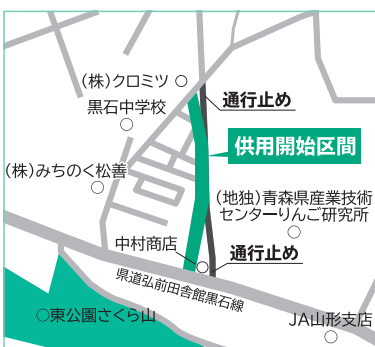 (株)クロミツ
通行止め
黒石中学校
供用開始区間
(株)みちのく松善
(地独)青森県産業技術
センターりんご研究所
中村商店
通行止め
県道弘前田舎館黒石線
東公園さくら山
JA山形支店